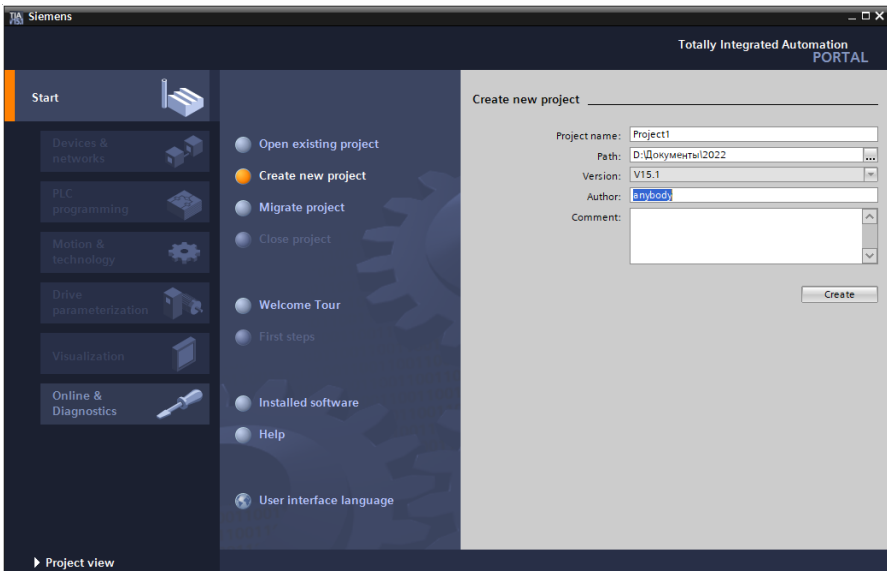 Siemens
Totally Integrated Automation
PORTAL
Start
Devices &
networks
PLC
programming
Motion &
technology
Drive
parameterization
Visualization
Online &
Diagnostics
Open existing project
Create new project
Migrate project
Close project
Welcome Tour
First steps
Installed software
Help
User interface language
Create new project
Project name: Project1
Path: D:\Документы\2022 ...
Version: V15.1
Author: anybody
Comment:
Create
Project view